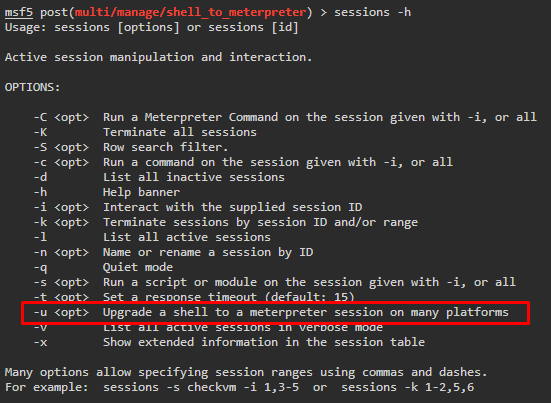 msf5 post(multi/manage/shell_to_meterpreter) > sessions -h
Usage: sessions [options] or sessions [id]
Active session manipulation and interaction.
OPTIONS:
-C <opt> Run a Meterpreter Command on the session given with -i, or all
-K Terminate all sessions
-S <opt> Row search filter.
-c <opt> Run a command on the session given with -i, or all
-d List all inactive sessions
-h Help banner
-i <opt> Interact with the supplied session ID
-k <opt> Terminate sessions by session ID and/or range
-l List all active sessions
-n <opt> Name or rename a session by ID
-q Quiet mode
-s <opt> Run a script or module on the session given with -i, or all
-t <opt> Set a response timeout (default: 15)
-u <opt> Upgrade a shell to a meterpreter session on many platforms
-v List all active sessions in verbose mode
-x Show extended information in the session table
Many options allow specifying session ranges using commas and dashes.
For example: sessions -s checkvm -i 1,3-5 or sessions -k 1-2,5,6